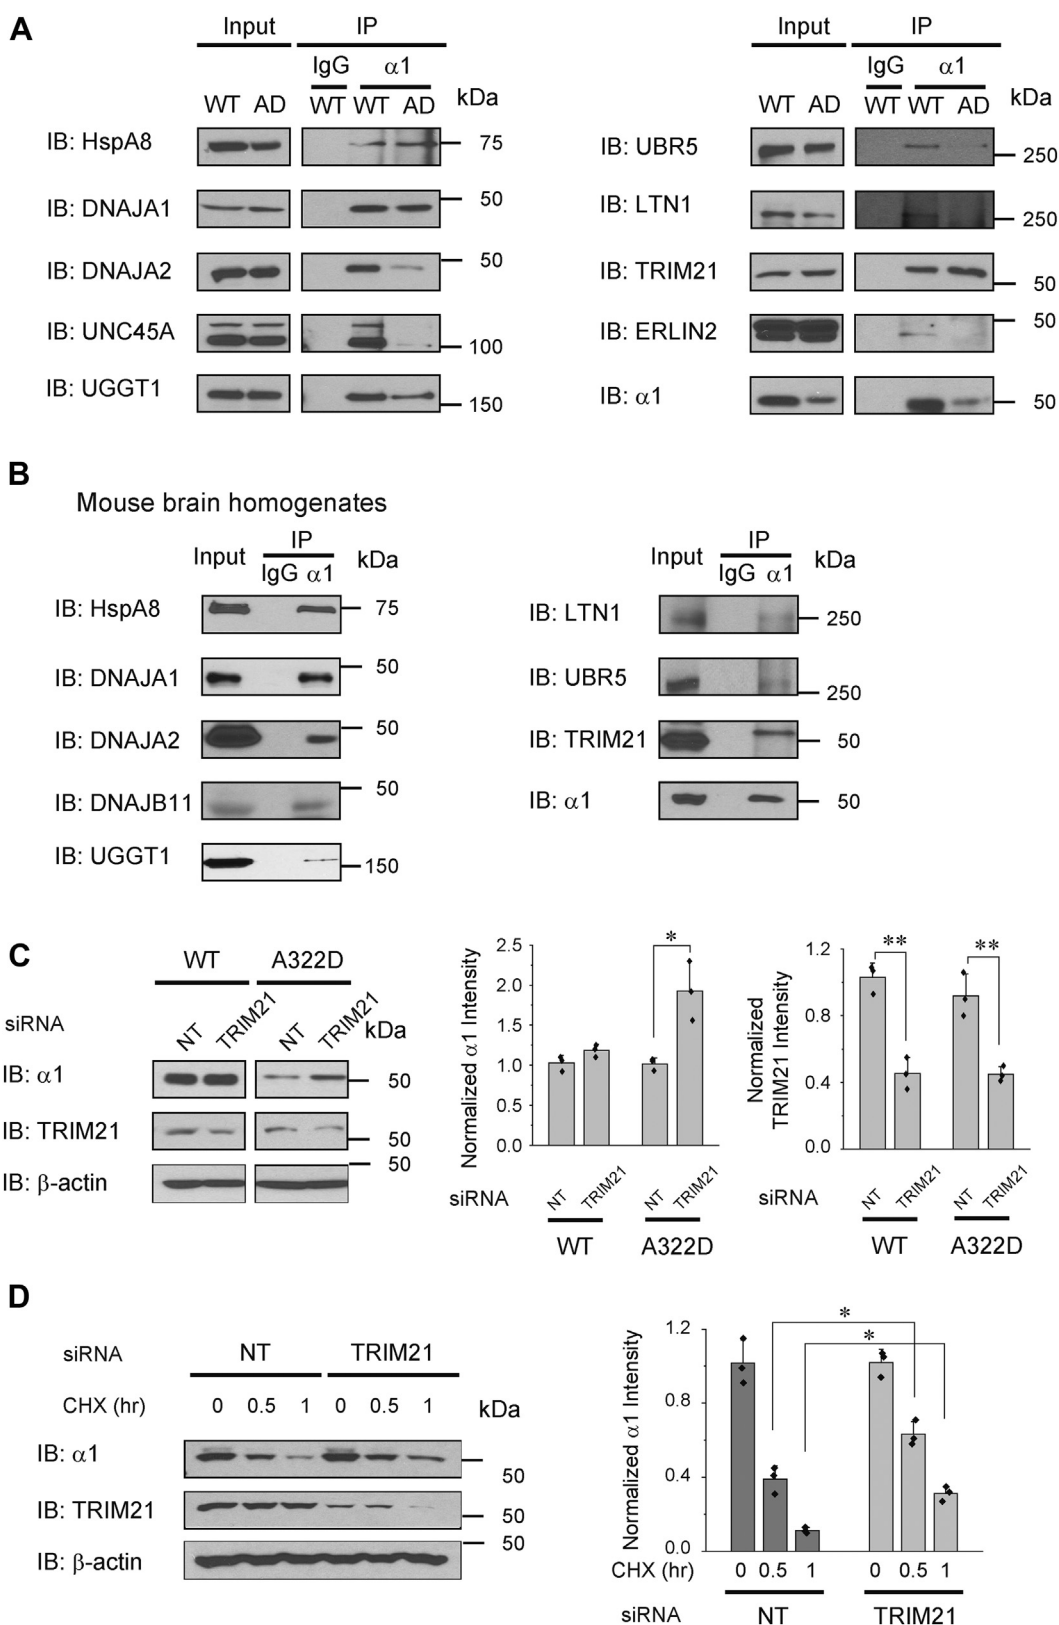 A
Input IP
IgG α1
WT AD WT WT AD kDa
IB: HspA8 75
IB: DNAJA1 50
IB: DNAJA2 50
IB: UNC45A 100
IB: UGGT1 150
Input IP
IgG α1
WT AD WT WT AD kDa
IB: UBR5 250
IB: LTN1 250
IB: TRIM21 50
IB: ERLIN2 50
IB: α1 50
B
Mouse brain homogenates
IP
Input IgG α1 kDa
IB: HspA8 75
IB: DNAJA1 50
IB: DNAJA2 50
IB: DNAJB11 50
IB: UGGT1 150
IP
Input IgG α1 kDa
IB: LTN1 250
IB: UBR5 250
IB: TRIM21 50
IB: α1 50
C
WT A322D
siRNA NT TRIM21 NT TRIM21 kDa
IB: α1 50
IB: TRIM21 50
IB: β-actin 50
Normalized α1 Intensity
2.5
2.0
1.5
1.0
0.5
0.0
*
siRNA NT TRIM21 NT TRIM21
WT A322D
Normalized
TRIM21 Intensity
1.2
0.8
0.4
0.0
** **
siRNA NT TRIM21 NT TRIM21
WT A322D
D
siRNA NT TRIM21
CHX (hr) 0 0.5 1 0 0.5 1 kDa
IB: α1 50
IB: TRIM21 50
IB: β-actin 50
Normalized α1 Intensity
1.2
0.8
0.4
0.0
*
*
CHX (hr) 0 0.5 1 0 0.5 1
siRNA NT TRIM21